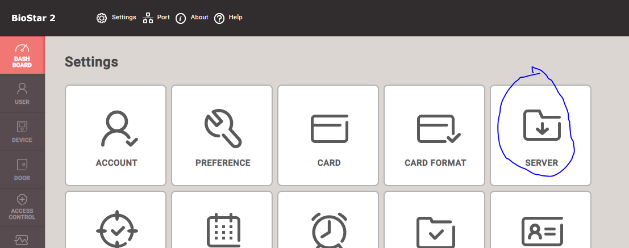 BioStar 2
Settings
Port
About
Help
DASH
BOARD
USER
DEVICE
DOOR
ACCESS
CONTROL
Settings
ACCOUNT
PREFERENCE
CARD
CARD FORMAT
SERVER